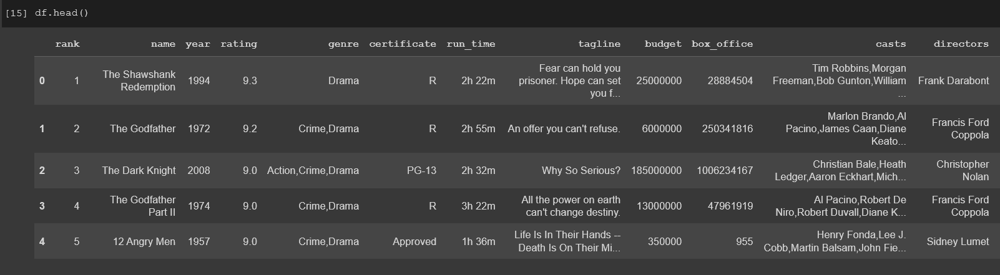 [15] df.head()
rank name year rating genre certificate run_time tagline budget box_office casts directors
0 1 The Shawshank Redemption 1994 9.3 Drama R 2h 22m Fear can hold you prisoner. Hope can set you f... 25000000 28884504 Tim Robbins,Morgan Freeman,Bob Gunton,William ... Frank Darabont
1 2 The Godfather 1972 9.2 Crime,Drama R 2h 55m An offer you can't refuse. 6000000 250341816 Marlon Brando,Al Pacino,James Caan,Diane Keato... Francis Ford Coppola
2 3 The Dark Knight 2008 9.0 Action,Crime,Drama PG-13 2h 32m Why So Serious? 185000000 1006234167 Christian Bale,Heath Ledger,Aaron Eckhart,Mich... Christopher Nolan
3 4 The Godfather Part II 1974 9.0 Crime,Drama R 3h 22m All the power on earth can't change destiny. 13000000 47961919 Al Pacino,Robert De Niro,Robert Duvall,Diane K... Francis Ford Coppola
4 5 12 Angry Men 1957 9.0 Crime,Drama Approved 1h 36m Life Is In Their Hands -- Death Is On Their Mi... 350000 955 Henry Fonda,Lee J. Cobb,Martin Balsam,John Fie... Sidney Lumet